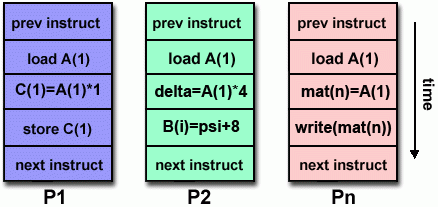 prev instruct
load A(1)
C(1)=A(1)*1
store C(1)
next instruct
P1
prev instruct
load A(1)
delta=A(1)*4
B(i)=psi+8
next instruct
P2
prev instruct
load A(1)
mat(n)=A(1)
write(mat(n))
next instruct
Pn
time